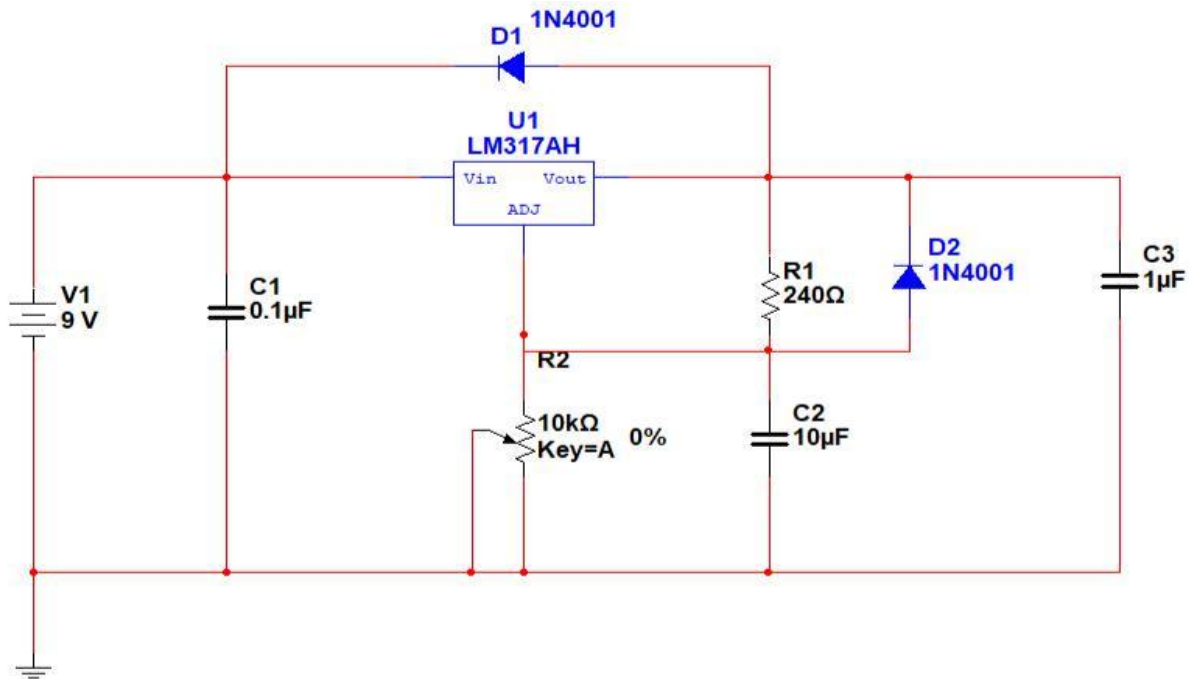 1N4001
D1
U1
LM317AH
Vin Vout
ADJ
V1
9 V
C1
0.1µF
R1
240Ω
D2
1N4001
C3
1µF
R2
10kΩ
Key=A 0%
C2
10µF